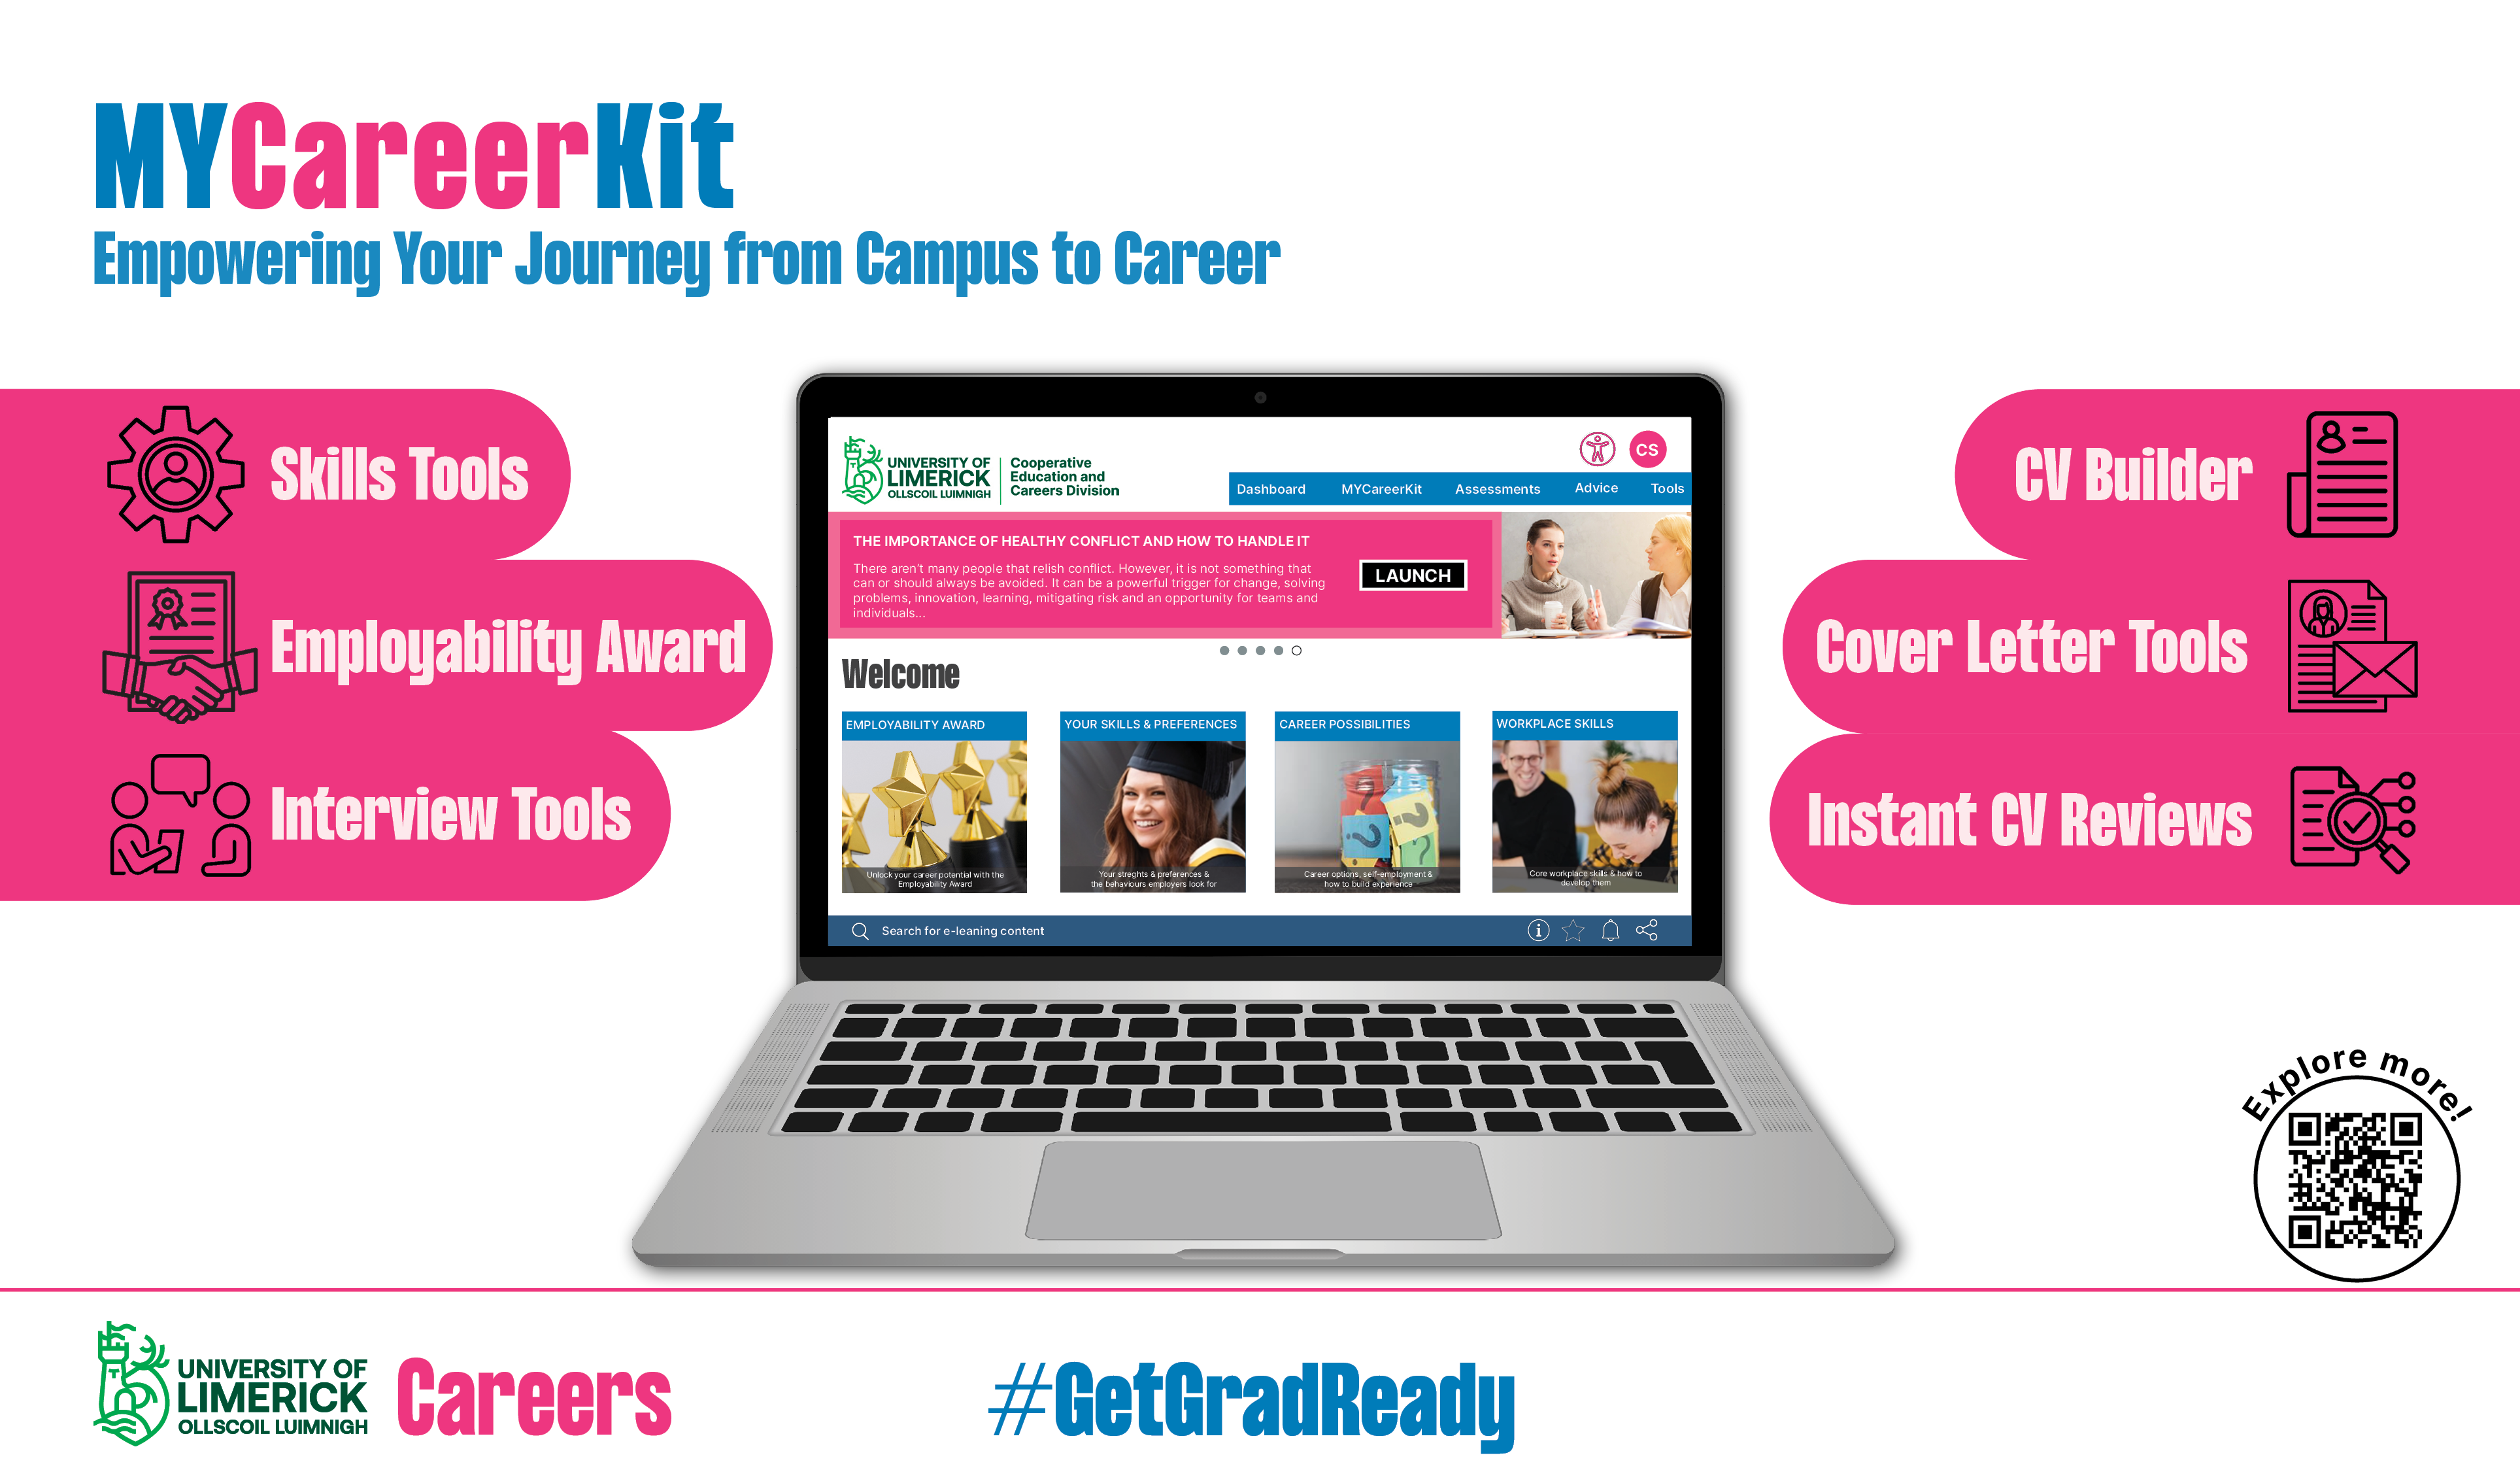 MYCareerKit
Empowering Your Journey from Campus to Career
Skills Tools
Employability Award
Interview Tools
UNIVERSITY OF
LIMERICK
OLLSCOIL LUIMNIGH
Cooperative
Education and
Careers Division
CS
Dashboard MYCareerKit Assessments Advice Tools
THE IMPORTANCE OF HEALTHY CONFLICT AND HOW TO HANDLE IT
There aren't many people that relish conflict. However, it is not something that
can or should always be avoided. It can be a powerful trigger for change, solving
problems, innovation, learning, mitigating risk and an opportunity for teams and
individuals...
LAUNCH
Welcome
EMPLOYABILITY AWARD
Unlock your career potential with the
Employability Award
YOUR SKILLS & PREFERENCES
Your streghts & preferences &
the behaviours employers look for
CAREER POSSIBILITIES
? ? ?
Career options, self-employment &
how to build experience
WORKPLACE SKILLS
Core workplace skills & how to
develop them
Search for e-leaning content
CV Builder
Cover Letter Tools
Instant CV Reviews
Explore more!
UNIVERSITY OF
LIMERICK
OLLSCOIL LUIMNIGH
Careers
#GetGradReady